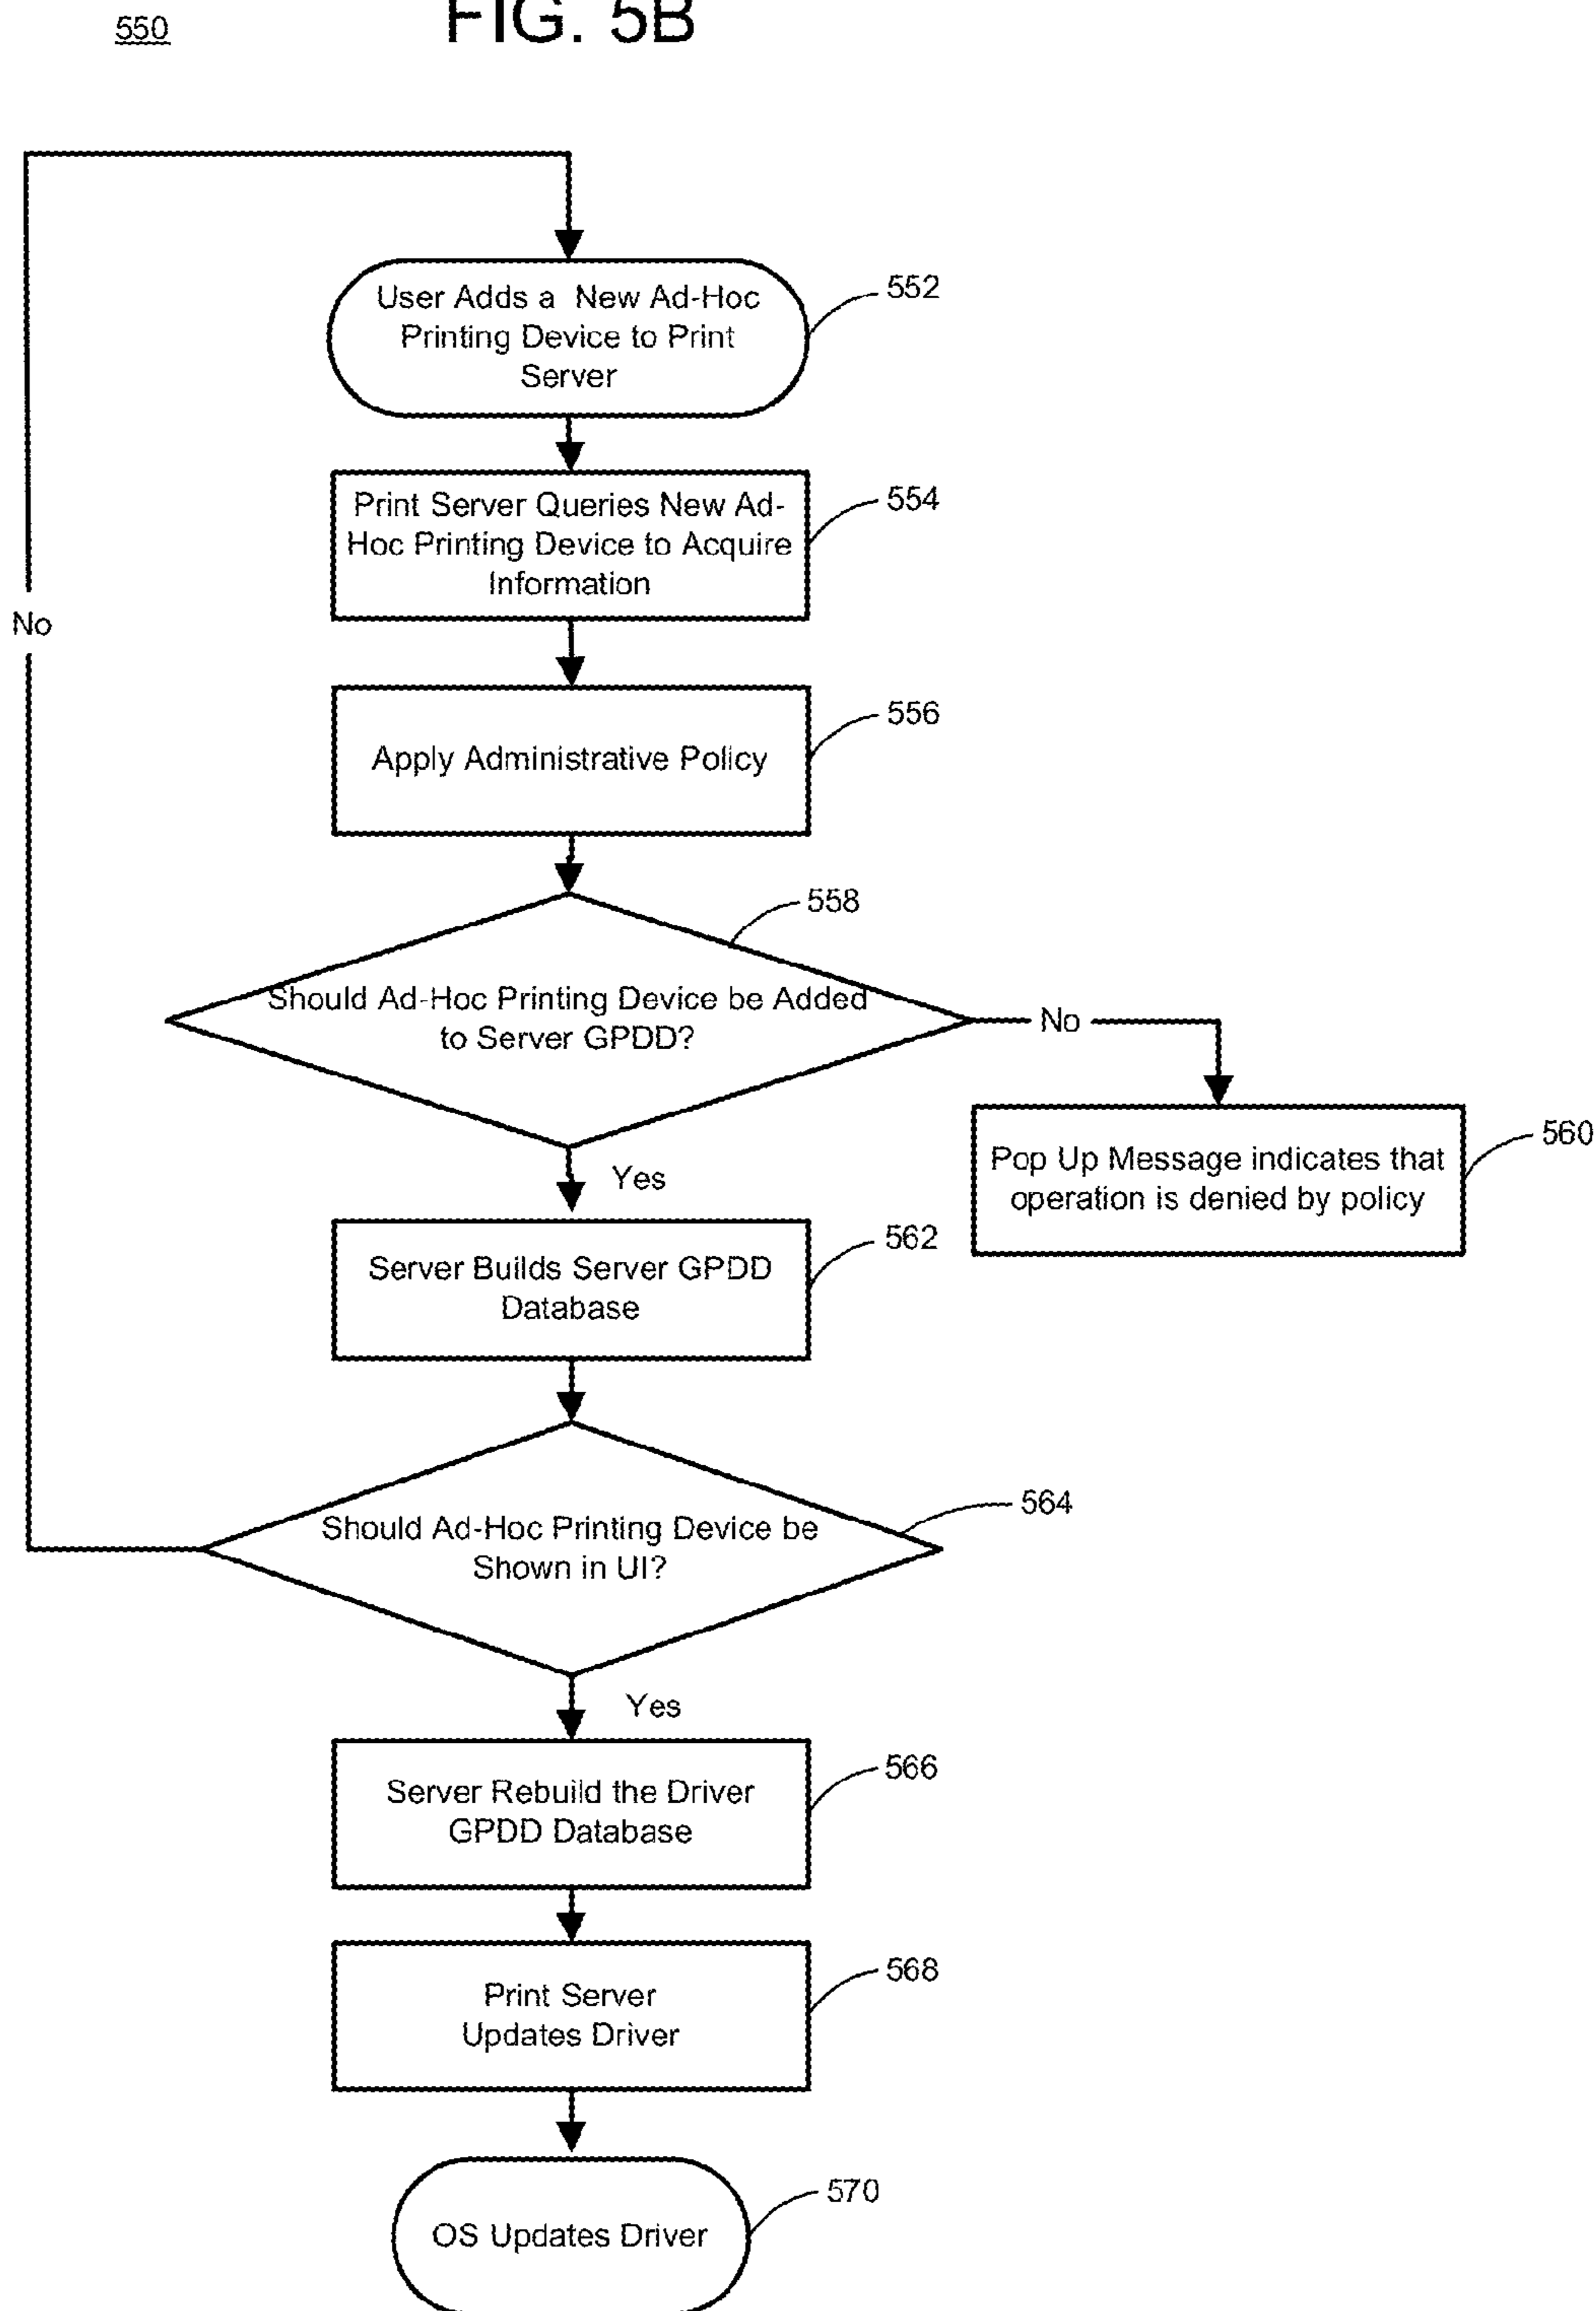 550
FIG. 5B
User Adds a New Ad-Hoc
Printing Device to Print
Server
552
Print Server Queries New Ad-
Hoc Printing Device to Acquire
Information
554
No
Apply Administrative Policy
556
558
Should Ad-Hoc Printing Device be Added
to Server GPDD?
No
Yes
Pop Up Message indicates that
operation is denied by policy
560
Server Builds Server GPDD
Database
562
564
Should Ad-Hoc Printing Device be
Shown in UI?
Yes
Server Rebuild the Driver
GPDD Database
566
Print Server
Updates Driver
568
OS Updates Driver
570